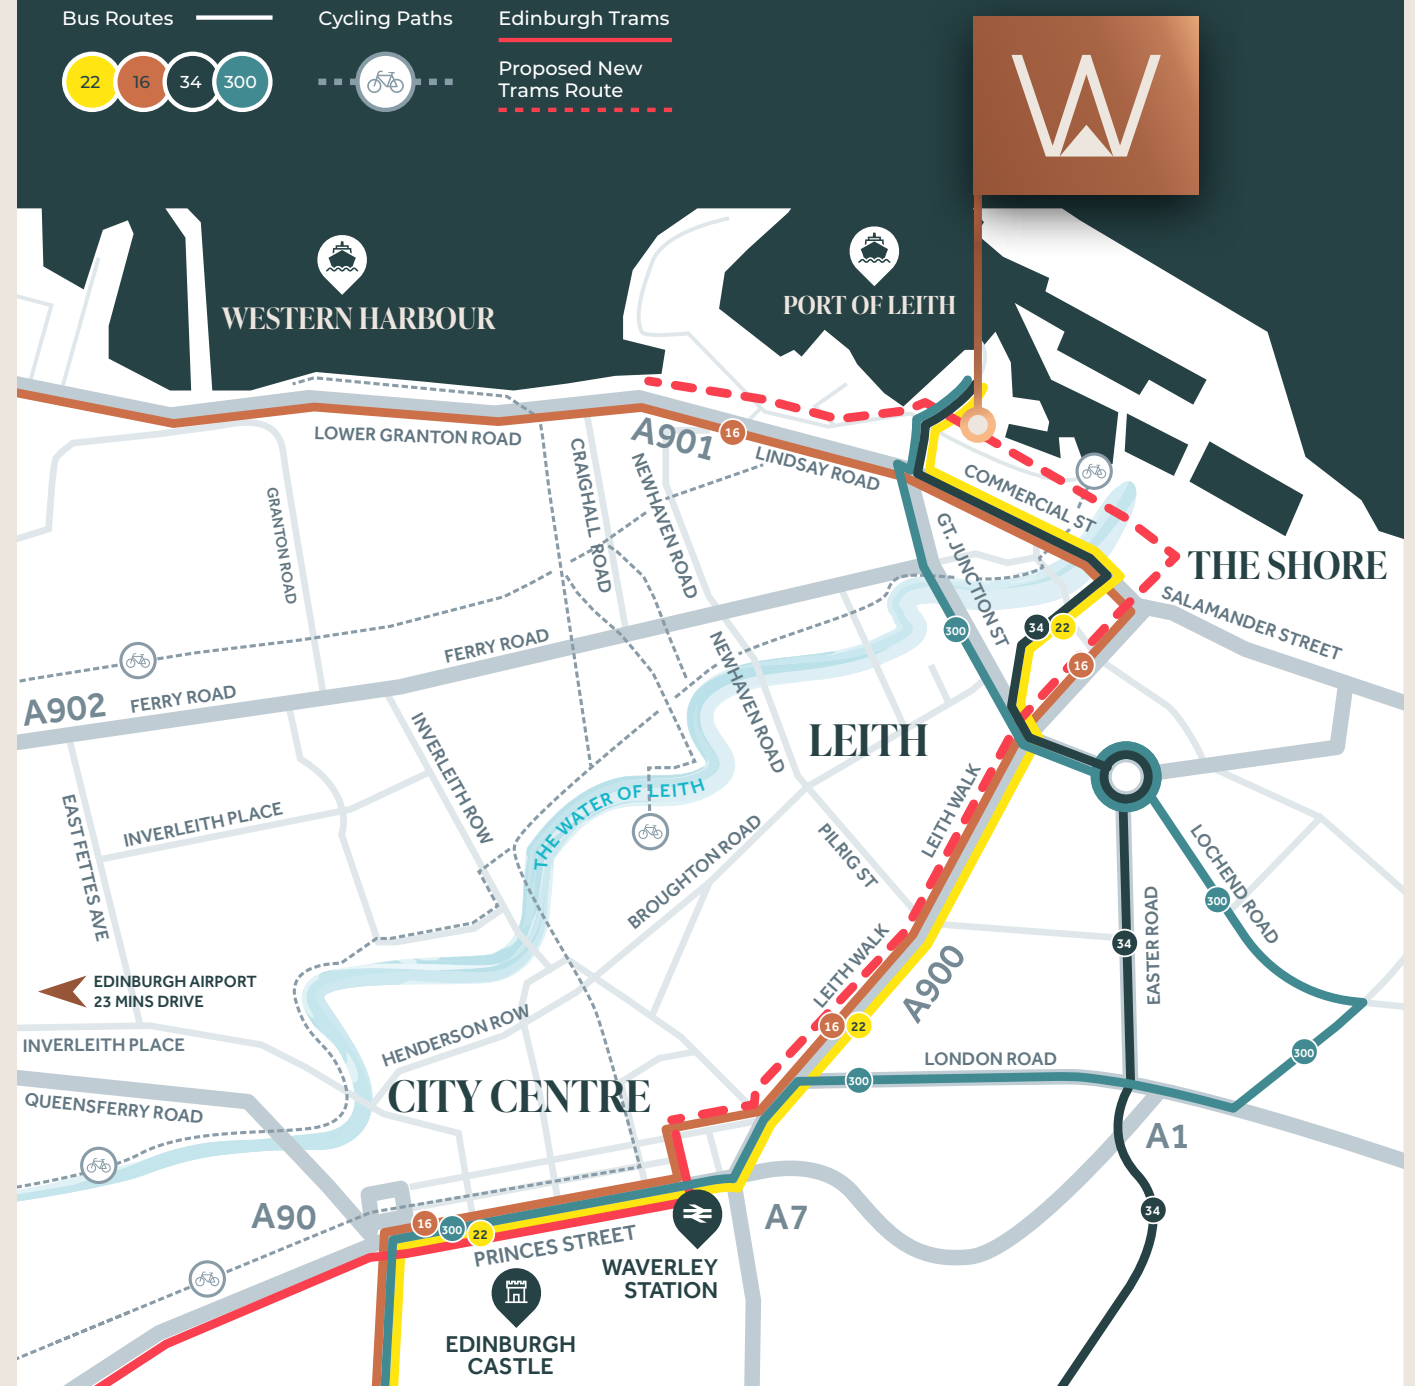 Bus Routes
Cycling Paths
Edinburgh Trams
22
16
34
300
Proposed New
Trams Route
W
WESTERN HARBOUR
PORT OF LEITH
LOWER GRANTON ROAD
A901
16
LINDSAY ROAD
CRAIGHALL ROAD
NEWHAVEN ROAD
GRANTON ROAD
COMMERCIAL ST
GT. JUNCTION ST
THE SHORE
SALAMANDER STREET
300
34
22
16
FERRY ROAD
A902
FERRY ROAD
NEWHAVEN ROAD
LEITH
INVERLEITH ROW
THE WATER OF LEITH
LEITH WALK
EAST FETTES AVE
INVERLEITH PLACE
BROUGHTON ROAD
PILRIG ST
LOCHEND ROAD
300
EASTER ROAD
34
LEITH WALK
A900
EDINBURGH AIRPORT
23 MINS DRIVE
INVERLEITH PLACE
HENDERSON ROW
16
22
LONDON ROAD
300
300
QUEENSFERRY ROAD
CITY CENTRE
A1
A90
16
300
22
PRINCES STREET
A7
34
WAVERLEY
STATION
EDINBURGH
CASTLE